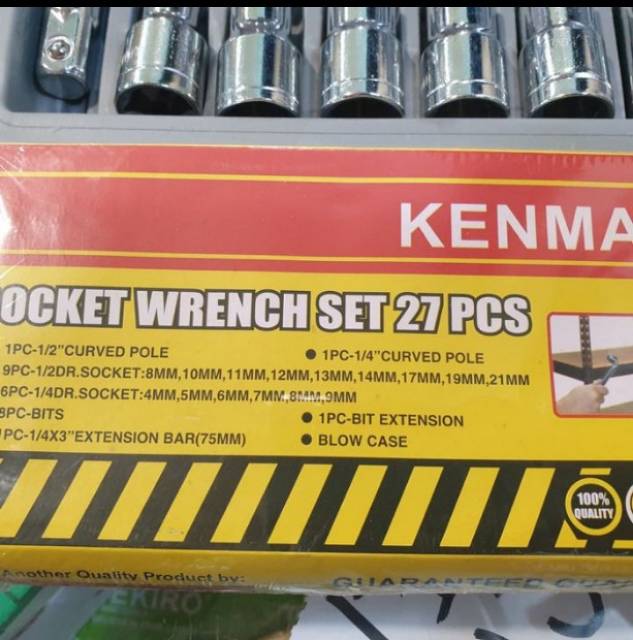 KENMA
OCKET WRENCH SET 27 PCS
1PC-1/2"CURVED POLE ● 1PC-1/4"CURVED POLE
9PC-1/2DR.SOCKET:8MM,10MM,11MM,12MM,13MM,14MM,17MM,19MM,21MM
6PC-1/4DR.SOCKET:4MM,5MM,6MM,7MM,8MM,9MM
8PC-BITS ● 1PC-BIT EXTENSION
1PC-1/4X3"EXTENSION BAR(75MM) ● BLOW CASE
100%
QUALITY
Another Quality Product by:
GUARANTEED
EKIRO